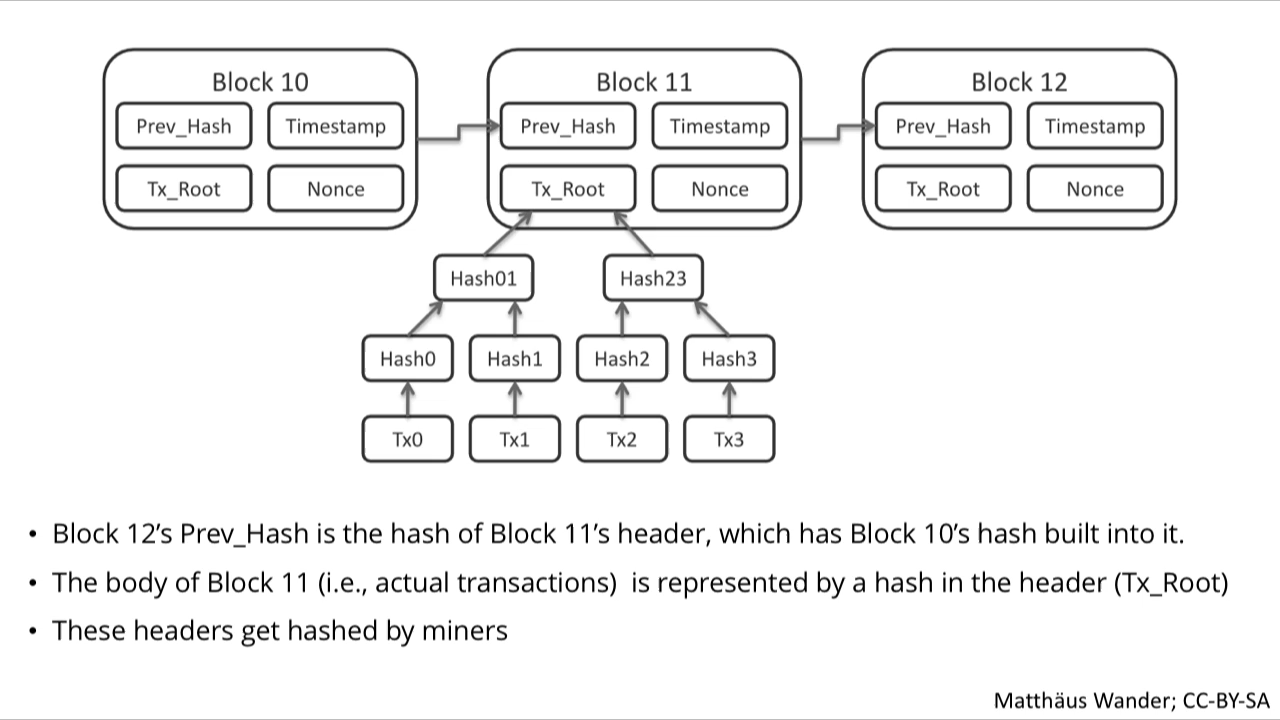 Block 10
Block 11
Block 12
Prev_Hash
Timestamp
Prev_Hash
Timestamp
Prev_Hash
Timestamp
Tx_Root
Nonce
Tx_Root
Nonce
Tx_Root
Nonce
Hash01
Hash23
Hash0
Hash1
Hash2
Hash3
Tx0
Tx1
Tx2
Tx3
• Block 12’s Prev_Hash is the hash of Block 11’s header, which has Block 10’s hash built into it.
• The body of Block 11 (i.e., actual transactions)  is represented by a hash in the header (Tx_Root)
• These headers get hashed by miners
Matthäus Wander; CC-BY-SA